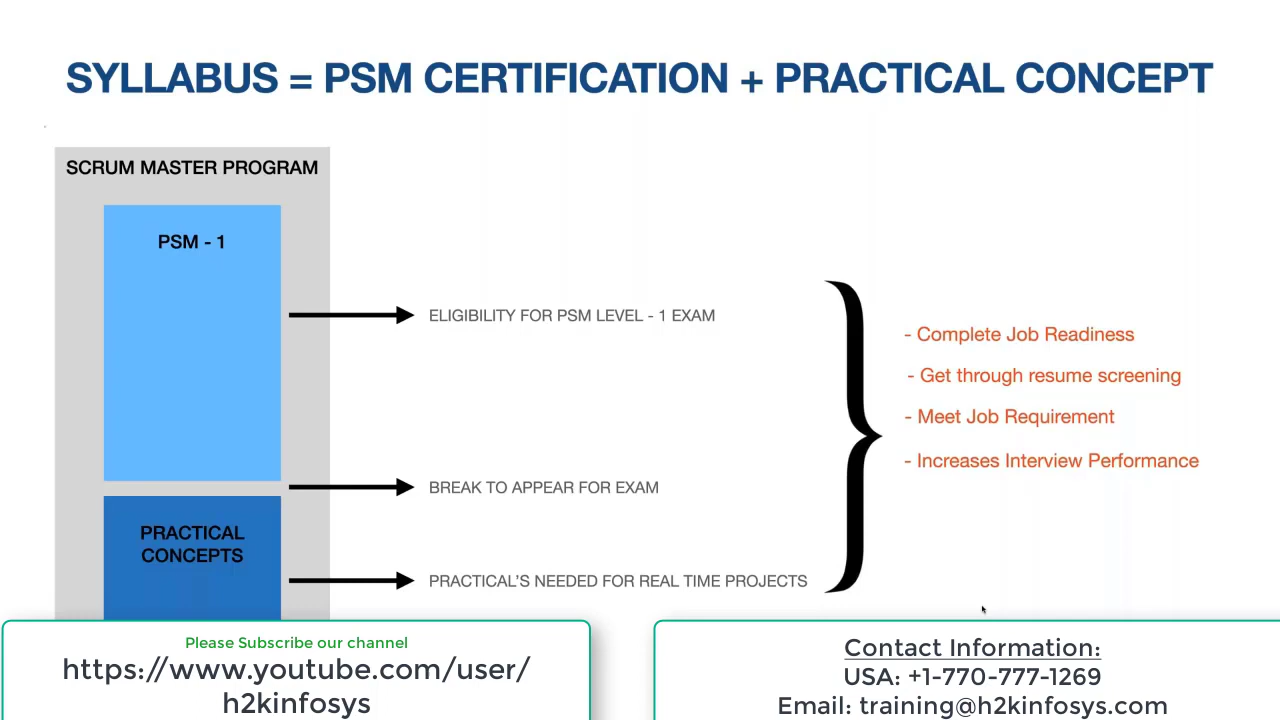 SYLLABUS = PSM CERTIFICATION + PRACTICAL CONCEPT
SCRUM MASTER PROGRAM
PSM - 1
ELIGIBILITY FOR PSM LEVEL - 1 EXAM
BREAK TO APPEAR FOR EXAM
PRACTICAL
CONCEPTS
PRACTICAL'S NEEDED FOR REAL TIME PROJECTS
- Complete Job Readiness
- Get through resume screening
- Meet Job Requirement
- Increases Interview Performance
Please Subscribe our channel
https://www.youtube.com/user/
h2kinfosys
Contact Information:
USA: +1-770-777-1269
Email: training@h2kinfosys.com